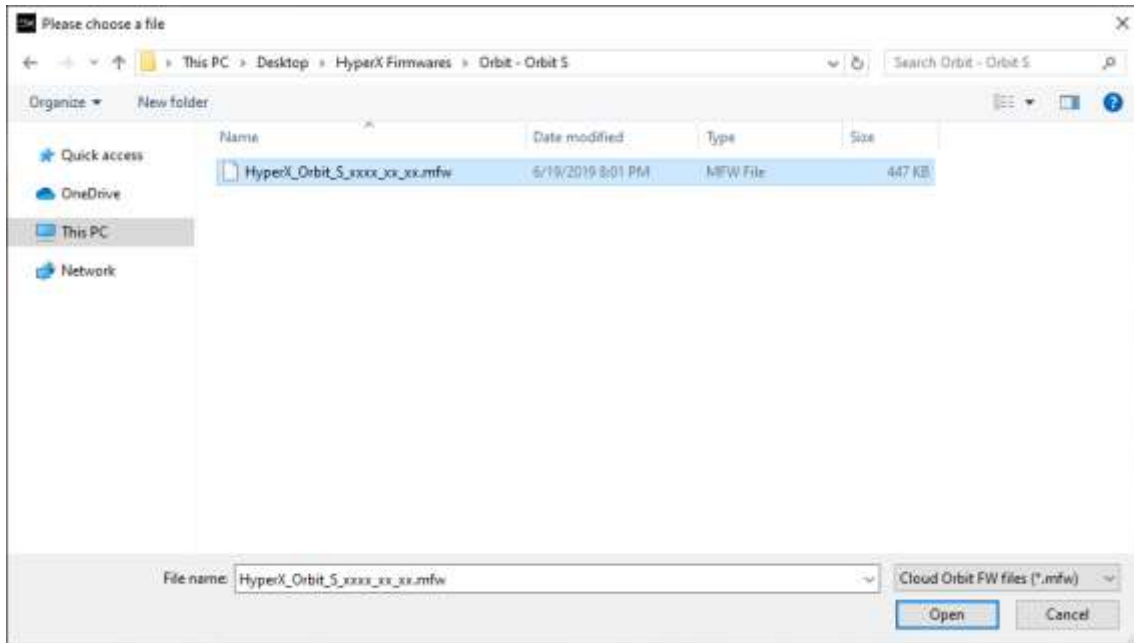 Please choose a file
This PC > Desktop > HyperX Firmwares > Orbit - Orbit S
Search Orbit - Orbit S
Organize
New folder
Name
Date modified
Type
Size
Quick access
HyperX_Orbit_S_xxxx_xx_xx.mfw
6/19/2019 8:01 PM
MFW File
447 KB
OneDrive
This PC
Network
File name:
HyperX_Orbit_S_xxxx_xx_xx.mfw
Cloud Orbit FW files (*.mfw)
Open
Cancel